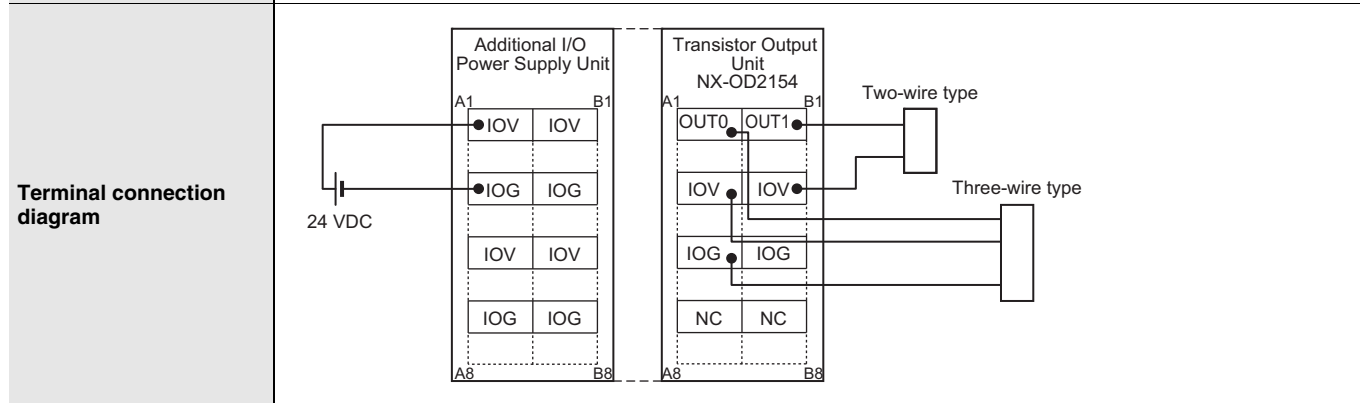 Terminal connection
diagram
Additional I/O
Power Supply Unit
A1 B1
IOV IOV
IOG IOG
IOV IOV
IOG IOG
A8 B8
24 VDC
Transistor Output
Unit
NX-OD2154
A1 B1
OUT0 OUT1
IOV IOV
IOG IOG
NC NC
A8 B8
Two-wire type
Three-wire type